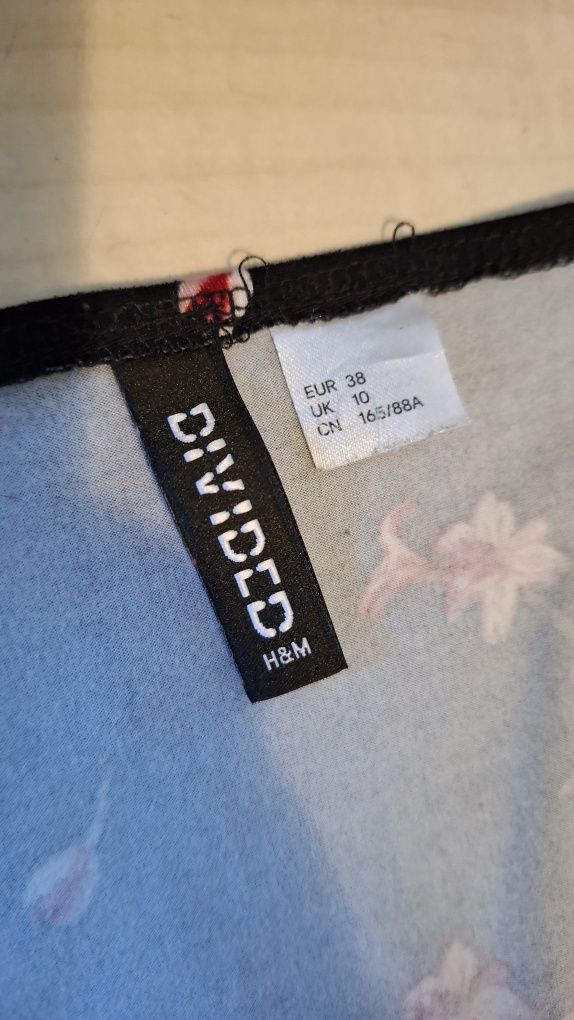 DIVIDED
H&M
EUR 38
UK 10
CN 165/88A